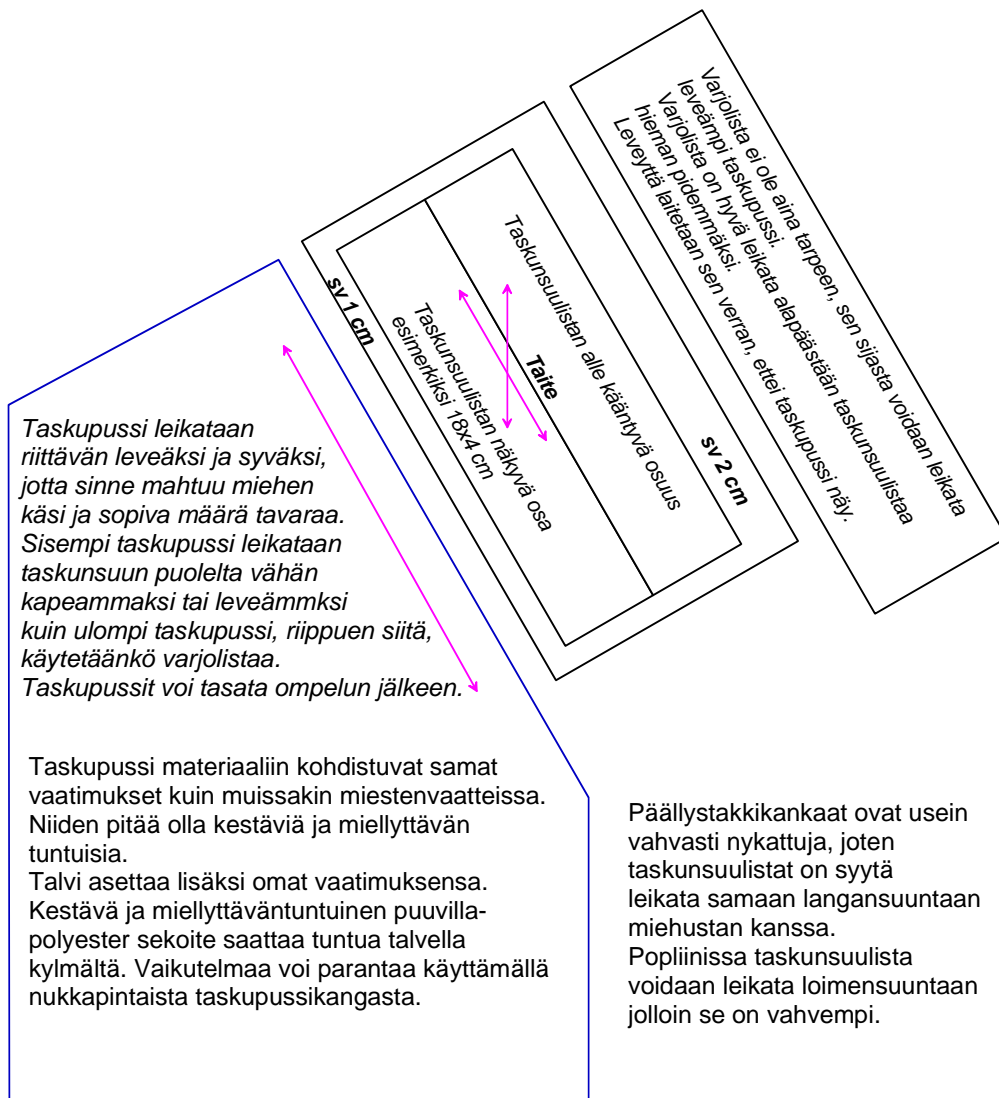 Varjolista ei ole aina tarpeen, sen sijasta voidaan leikata
leveämpi taskupussi.
Varjolista on hyvä leikata alapäästään taskunsuulistaa
hieman pidemmäksi.
Leveyttä laitetaan sen verran, ettei taskupussi näy.
Taskunsuulistan alle kääntyvä osuus
sv 2 cm
Taite
Taskunsuulistan näkyvä osa
esimerkiksi 18x4 cm
sv 1 cm
Taskupussi leikataan
riittävän leveäksi ja syväksi,
jotta sinne mahtuu miehen
käsi ja sopiva määrä tavaraa.
Sisempi taskupussi leikataan
taskunsuun puolelta vähän
kapeammaksi tai leveämmksi
kuin ulompi taskupussi, riippuen siitä,
käytetäänkö varjolistaa.
Taskupussit voi tasata ompelun jälkeen.
Taskupussi materiaaliin kohdistuvat samat
vaatimukset kuin muissakin miestenvaatteissa.
Niiden pitää olla kestäviä ja miellyttävän
tuntuisia.
Talvi asettaa lisäksi omat vaatimuksensa.
Kestävä ja miellyttäväntuntuinen puuvilla-
polyester sekoite saattaa tuntua talvella
kylmältä. Vaikutelmaa voi parantaa käyttämällä
nukkapintaista taskupussikangasta.
Päällystakkikankaat ovat usein
vahvasti nykattuja, joten
taskunsuulistat on syytä
leikata samaan langansuuntaan
miehustan kanssa.
Popliinissa taskunsuulista
voidaan leikata loimensuuntaan
jolloin se on vahvempi.